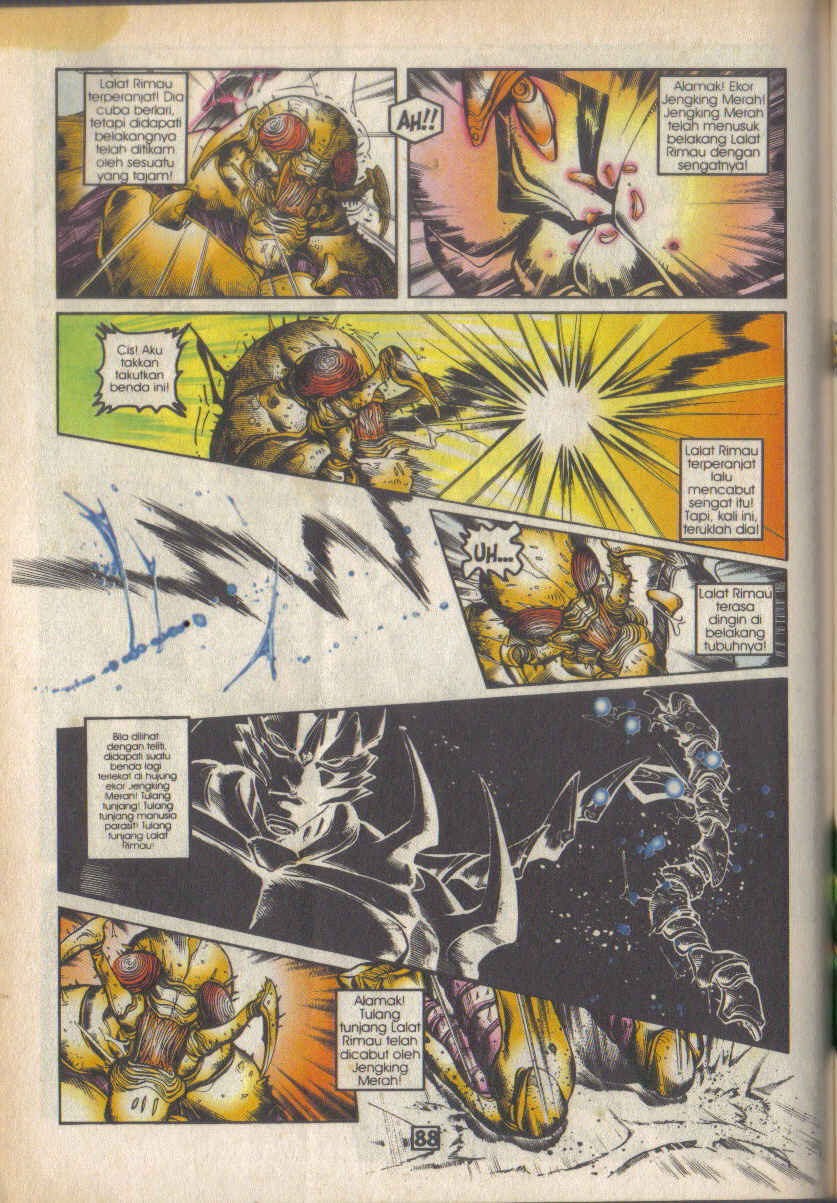 Lalat Rimau
terperanjat! Dia
cuba berlari,
tetapi didapati
belakangnya
telah ditikam
oleh sesuatu
yang tajam!
AH!!
Alamak! Ekor
Jengking Merah!
Jengking Merah
telah menusuk
belakang Lalat
Rimau dengan
sengatnya!
Cis! Aku
takkan
takutkan
benda ini!
Lalat Rimau
terperanjat
lalu
mencabut
sengat itu!
Tapi, kali ini,
teruklah dia!
UH...
Lalat Rimau
terasa
dingin di
belakang
tubuhnya!
Bila dilihat
dengan teliti,
didapati suatu
benda lagi
terlekat di hujung
ekor Jengking
Merah! Tulang
tunjang! Tulang
tunjang manusia
parasit! Tulang
tunjang Lalat
Rimau!
Alamak!
Tulang
tunjang Lalat
Rimau telah
dicabut oleh
Jengking
Merah!
88